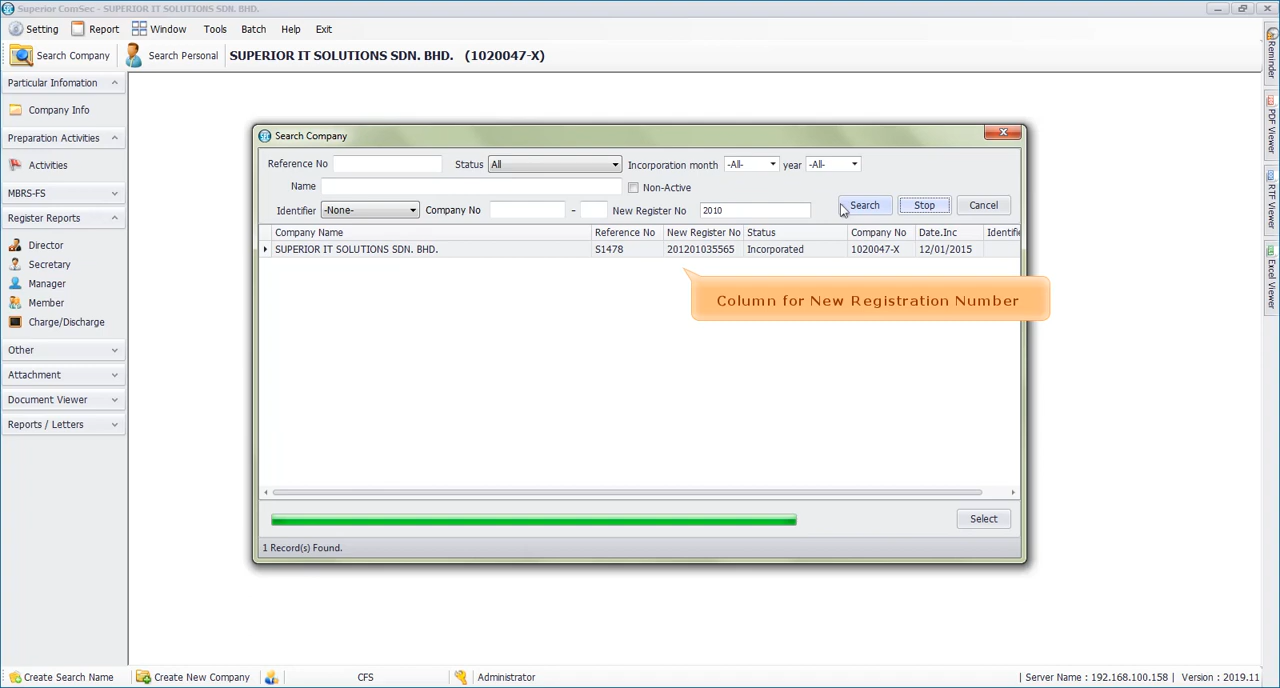 Superior ComSec - SUPERIOR IT SOLUTIONS SDN. BHD.
Setting Report Window Tools Batch Help Exit
Search Company Search Personal SUPERIOR IT SOLUTIONS SDN. BHD. (1020047-X)
Particular Infomation
Company Info
Preparation Activities
Activities
MBRS-FS
Register Reports
Director
Secretary
Manager
Member
Charge/Discharge
Other
Attachment
Document Viewer
Reports / Letters
Search Company
Reference No Status All Incorporation month -All- year -All-
Name Non-Active
Identifier -None- Company No - New Register No 2010
Search Stop Cancel
Company Name Reference No New Register No Status Company No Date.Inc Identifie
SUPERIOR IT SOLUTIONS SDN. BHD. S1478 201201035565 Incorporated 1020047-X 12/01/2015
Column for New Registration Number
Select
1 Record(s) Found.
Reminder
PDF Viewer
RTF Viewer
Excel Viewer
Create Search Name Create New Company CFS Administrator | Server Name : 192.168.100.158 | Version : 2019.11